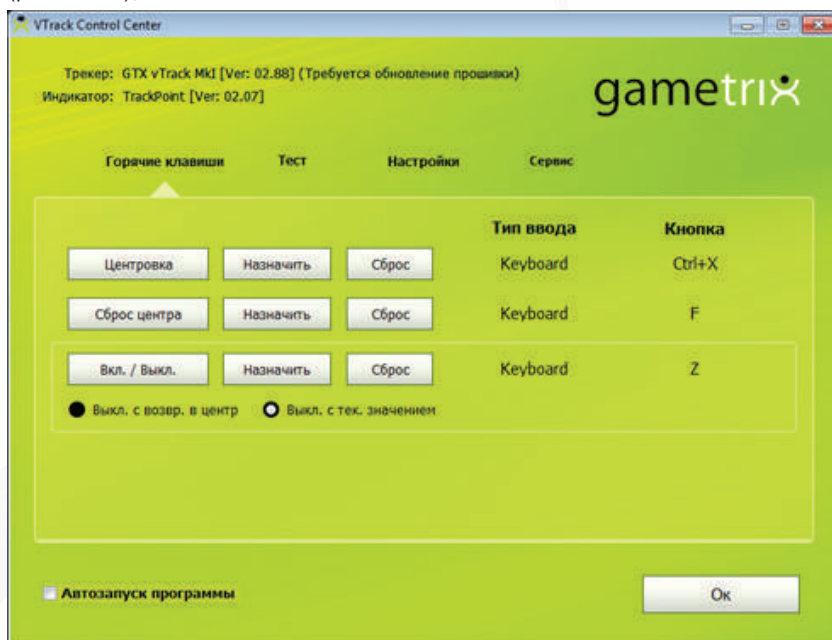 VTrack Control Center
Трекер: GTX vTrack MkI [Ver: 02.88] (Требуется обновление прошивки)
Индикатор: TrackPoint [Ver: 02.07]
gametrix
Горячие клавиши Тест Настройки Сервис
Тип ввода Кнопка
Центровка Назначить Сброс Keyboard Ctrl+X
Сброс центра Назначить Сброс Keyboard F
Вкл. / Выкл. Назначить Сброс Keyboard Z
Выкл. с возвр. в центр Выкл. с тек. значением
Автозапуск программы Ок